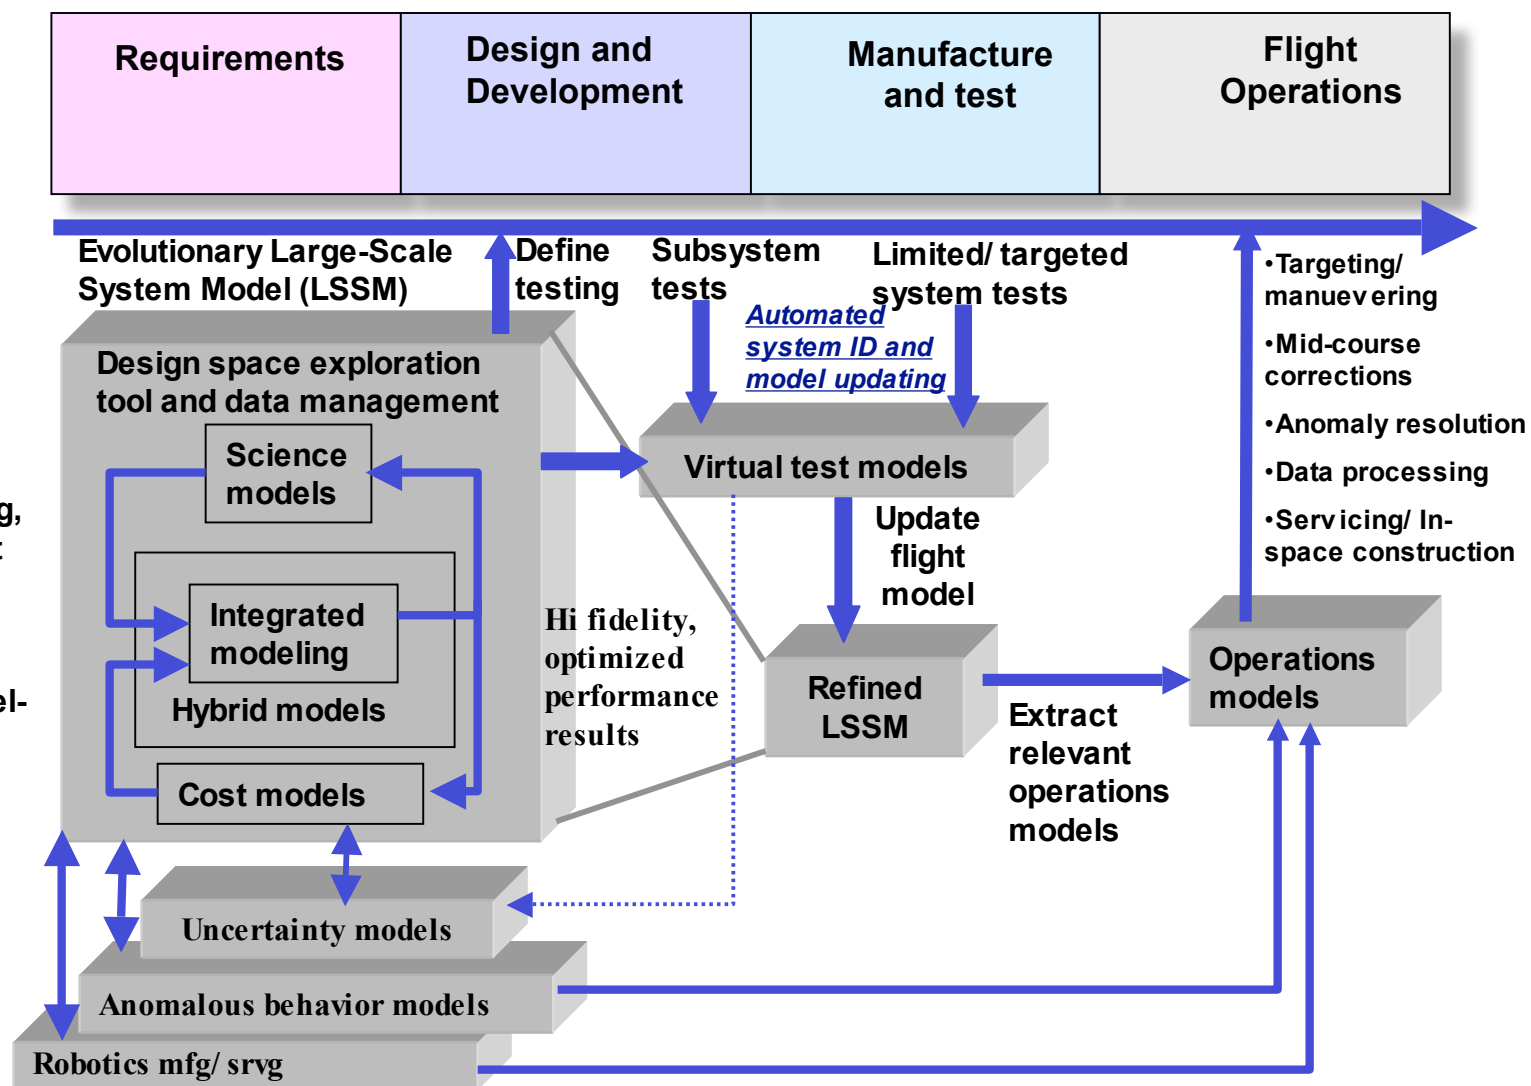 Requirements
Design and
Development
Manufacture
and test
Flight
Operations
Evolutionary Large-Scale
System Model (LSSM)
Define
testing
Subsystem
tests
Limited/ targeted
system tests
Automated
system ID and
model updating
•Targeting/
manuevering
•Mid-course
corrections
•Anomaly resolution
•Data processing
•Servicing/ In-
space construction
Design space exploration
tool and data management
Science
models
Integrated
modeling
Hybrid models
Cost models
g,
t
el-
Virtual test models
Update
flight
model
Hi fidelity,
optimized
performance
results
Refined
LSSM
Extract
relevant
operations
models
Operations
models
Uncertainty models
Anomalous behavior models
Robotics mfg/ srvg